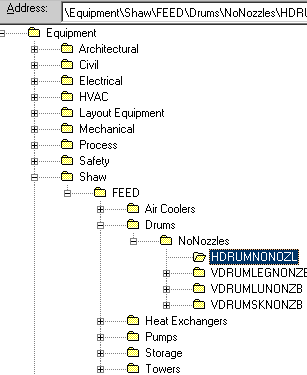 Address: \Equipment\Shaw\FEED\Drums\NoNozzles\HDRU
Equipment
Architectural
Civil
Electrical
HVAC
Layout Equipment
Mechanical
Process
Safety
Shaw
FEED
Air Coolers
Drums
NoNozzles
HDRUMNONOZL
VDRUMLEGNONZB
VDRUMLUNONZB
VDRUMSKNONZB
Heat Exchangers
Pumps
Storage
Towers